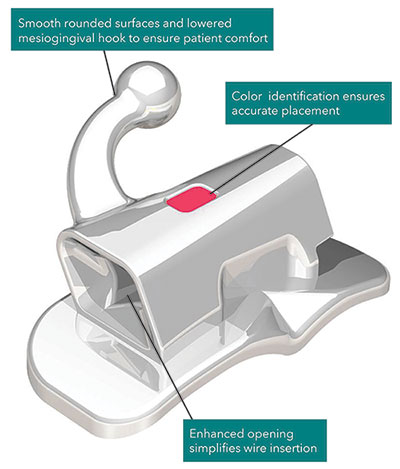 Smooth rounded surfaces and lowered
mesiogingival hook to ensure patient comfort
Color identification ensures
accurate placement
Enhanced opening
simplifies wire insertion